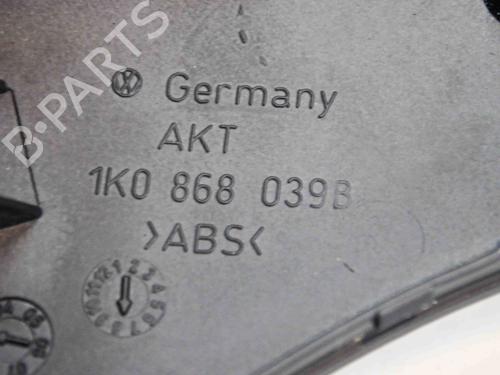 B-PARTS
Germany
AKT
1K0 868 039B
>ABS<